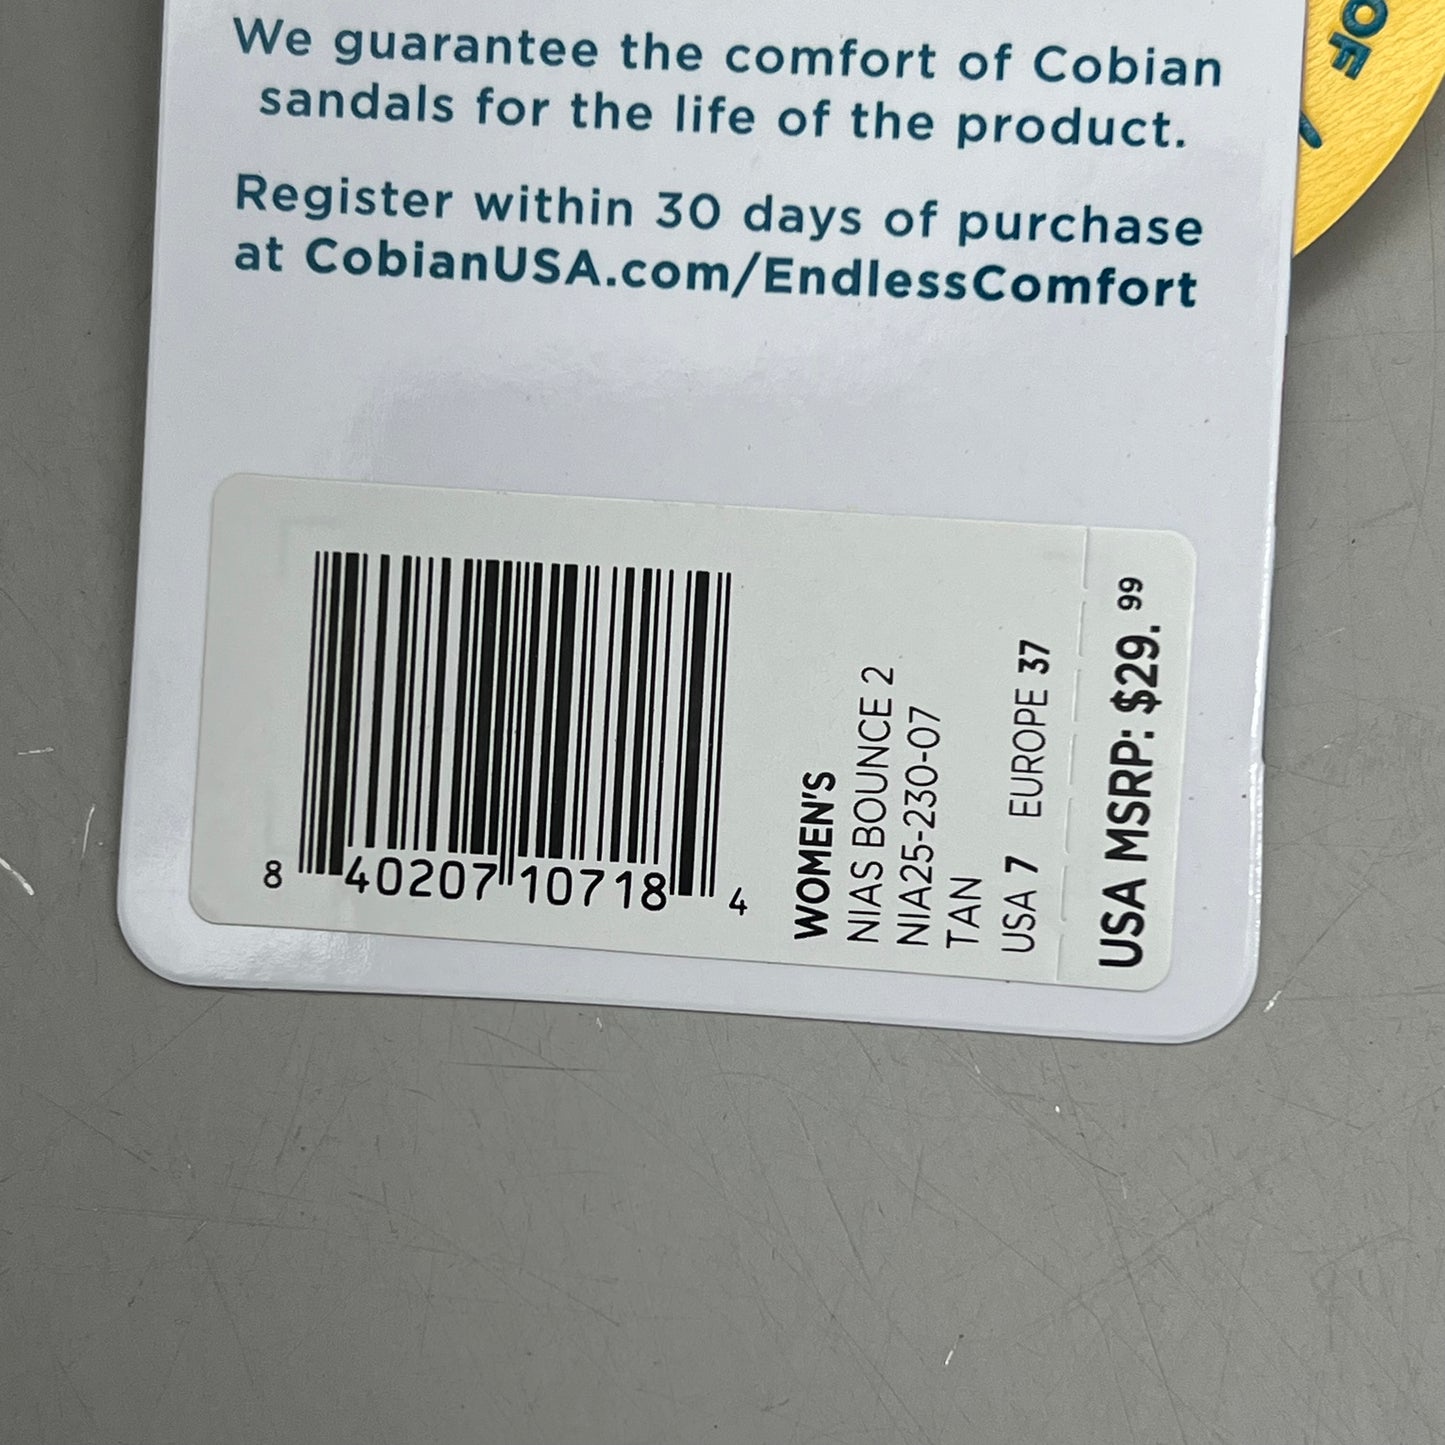 We guarantee the comfort of Cobian
sandals for the life of the product.
Register within 30 days of purchase
at CobianUSA.com/EndlessComfort
8 40207 10718 4
WOMEN'S
NIAS BOUNCE 2
NIA25-230-07
TAN
USA 7 EUROPE 37
USA MSRP: $29.99
OF